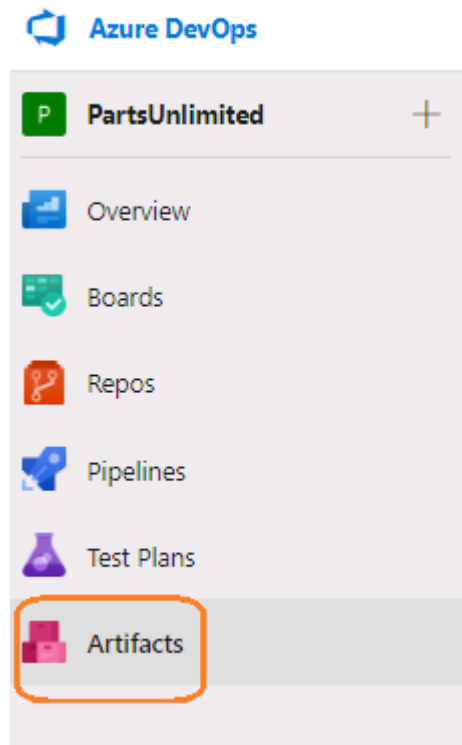 Azure DevOps
P PartsUnlimited +
Overview
Boards
Repos
Pipelines
Test Plans
Artifacts